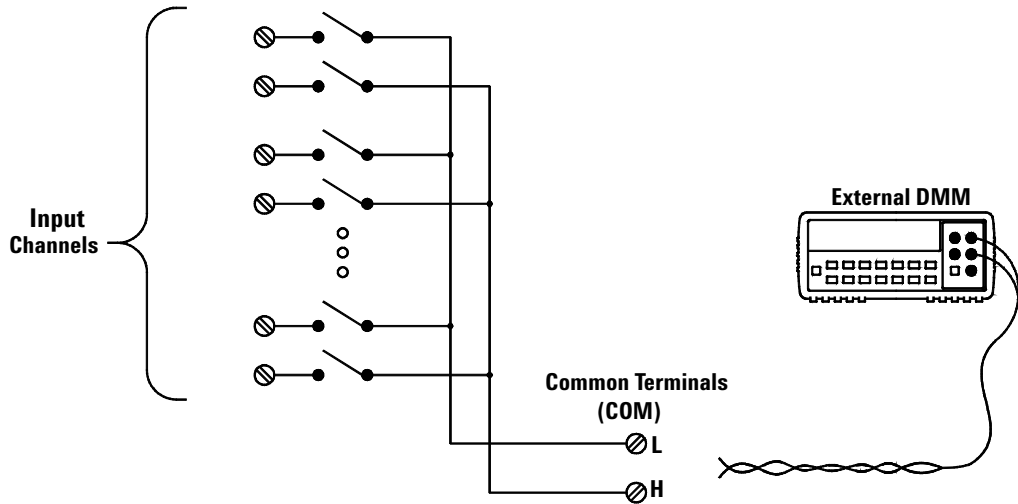 Input
Channels
External DMM
Common Terminals
(COM)
L
H